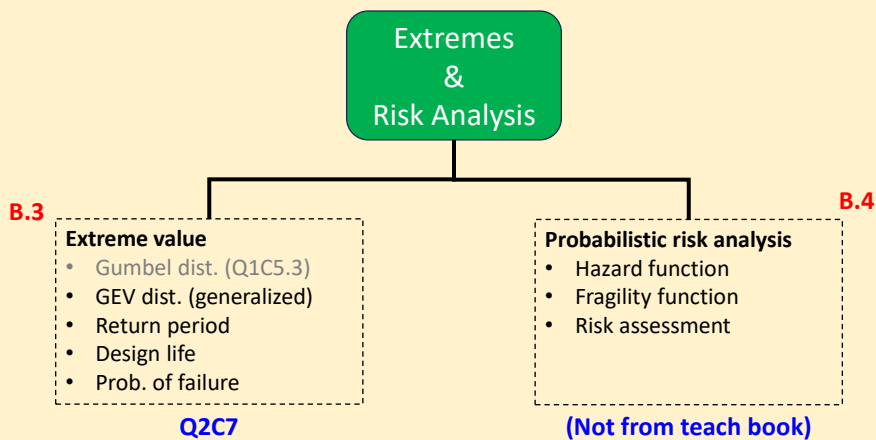 Extremes
&
Risk Analysis
B.3
Extreme value
• Gumbel dist. (Q1C5.3)
• GEV dist. (generalized)
• Return period
• Design life
• Prob. of failure
Q2C7
B.4
Probabilistic risk analysis
• Hazard function
• Fragility function
• Risk assessment
(Not from teach book)